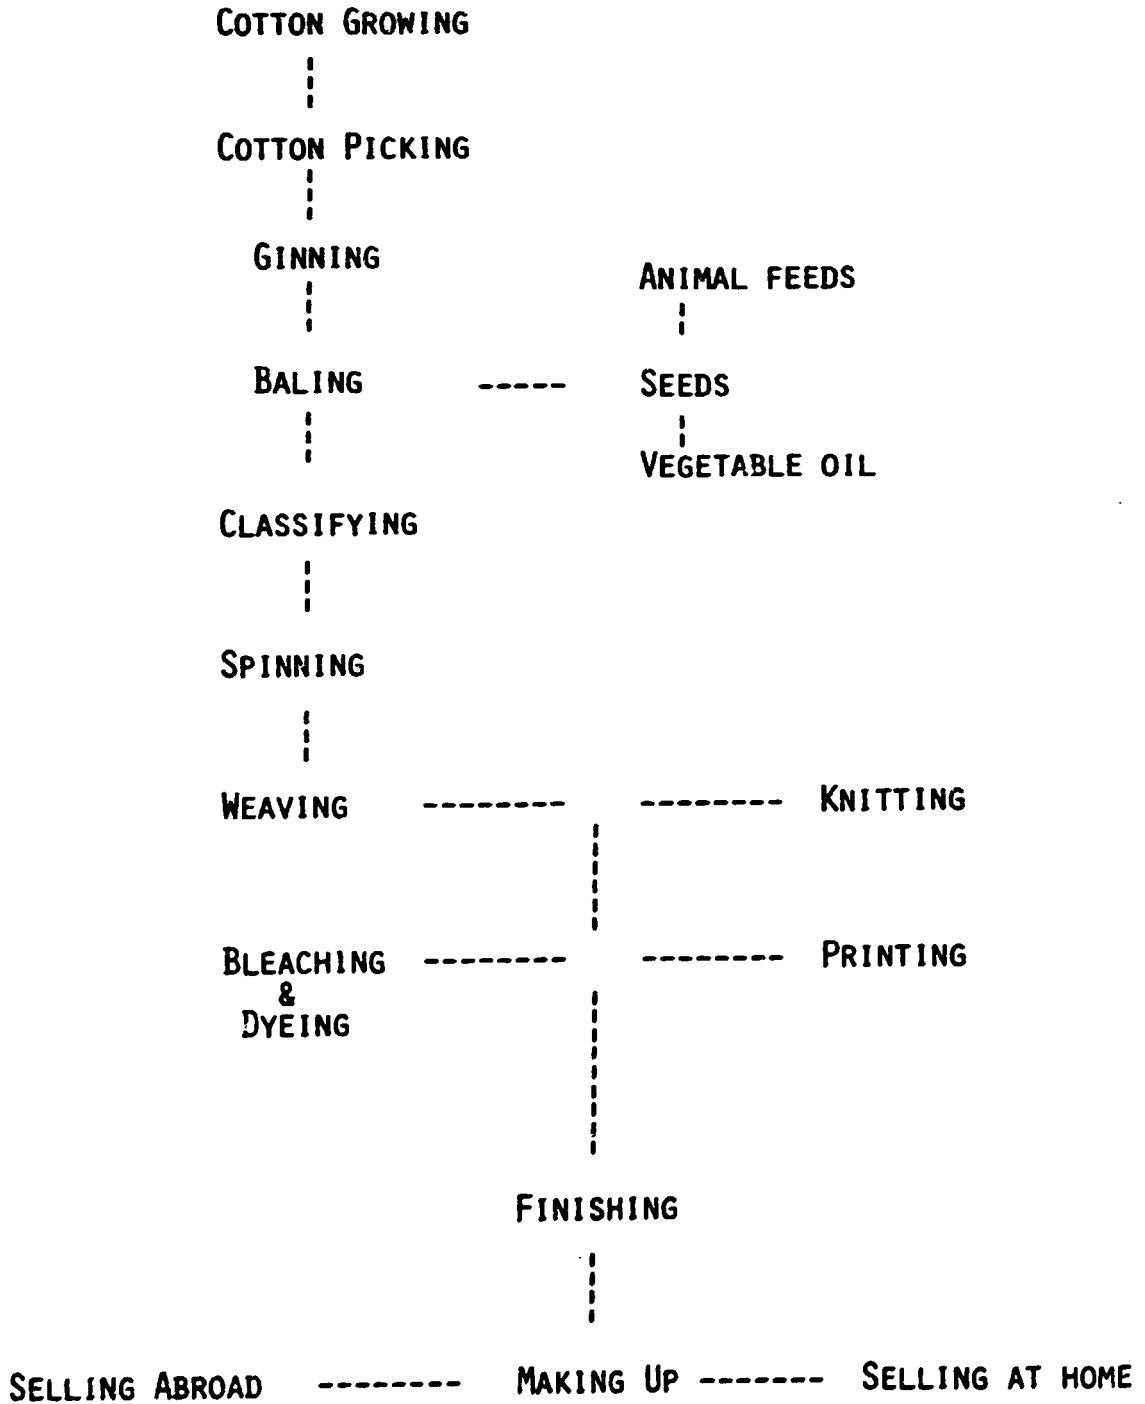 COTTON GROWING
COTTON PICKING
GINNING
ANIMAL FEEDS
BALING ----- SEEDS
VEGETABLE OIL
CLASSIFYING
SPINNING
WEAVING -------- -------- KNITTING
BLEACHING -------- -------- PRINTING
&
DYEING
FINISHING
SELLING ABROAD -------- MAKING UP ------- SELLING AT HOME